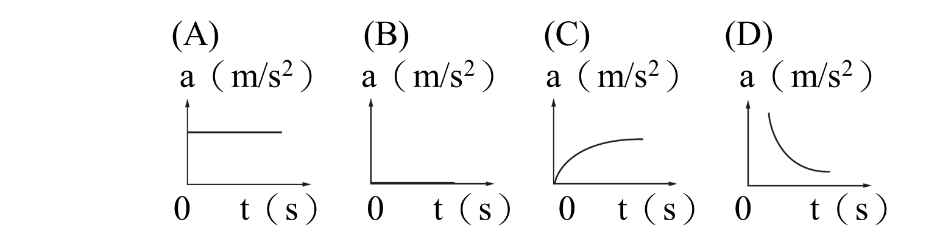 (A) (B) (C) (D)
a（m/s²） a（m/s²） a（m/s²） a（m/s²）
0 t（s） 0 t（s） 0 t（s） 0 t（s）